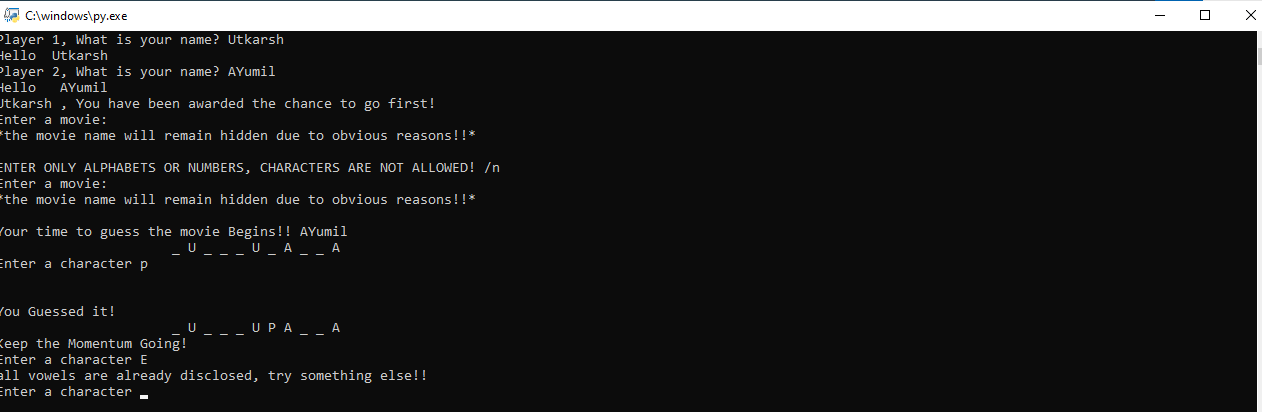 C:\windows\py.exe
Player 1, What is your name? Utkarsh
Hello  Utkarsh
Player 2, What is your name? AYumil
Hello   AYumil
Utkarsh , You have been awarded the chance to go first!
Enter a movie:
*the movie name will remain hidden due to obvious reasons!!*
ENTER ONLY ALPHABETS OR NUMBERS, CHARACTERS ARE NOT ALLOWED! /n
Enter a movie:
*the movie name will remain hidden due to obvious reasons!!*
Your time to guess the movie Begins!! AYumil
_ U _ _ _ U _ A _ _ A
Enter a character p
You Guessed it!
_ U _ _ _ U P A _ _ A
Keep the Momentum Going!
Enter a character E
all vowels are already disclosed, try something else!!
Enter a character